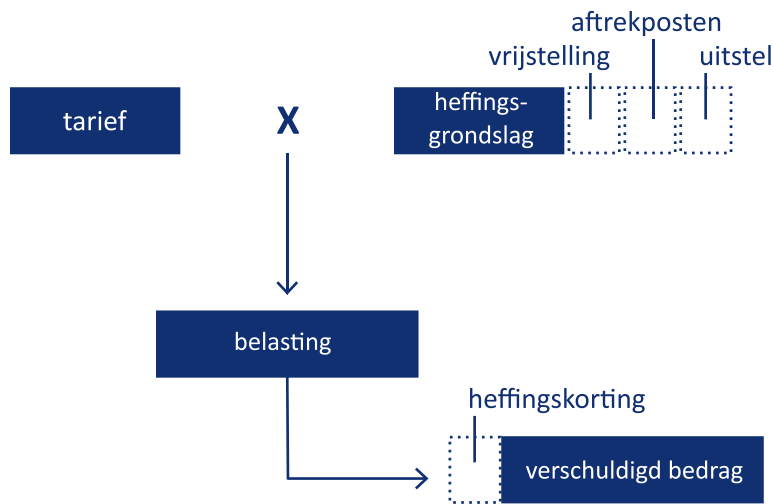 aftrekposten
vrijstelling
uitstel
tarief
X
heffings-
grondslag
belasting
heffingskorting
verschuldigd bedrag